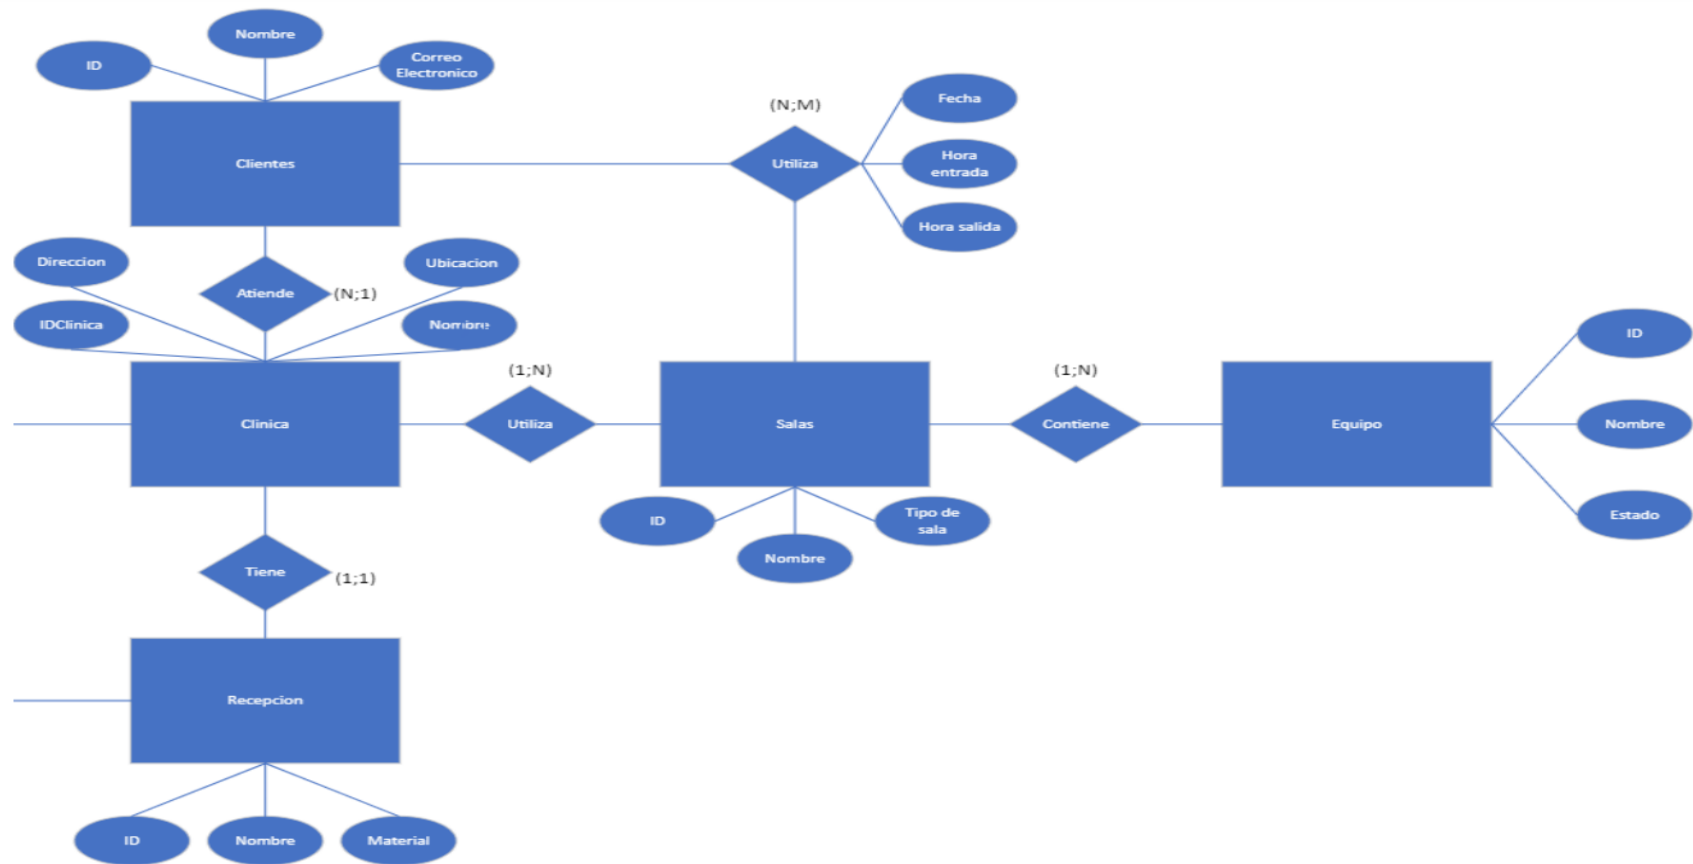 Nombre
ID
Correo
Electronico
Fecha
(N;M)
Clientes
Utiliza
Hora
entrada
Hora salida
Direccion
Ubicacion
Atiende
(N;1)
IDClinica
Nombre
ID
(1;N)
(1;N)
Clinica
Utiliza
Salas
Contiene
Equipo
Nombre
ID
Tipo de
sala
Estado
Nombre
Tiene
(1;1)
Recepcion
ID
Nombre
Material